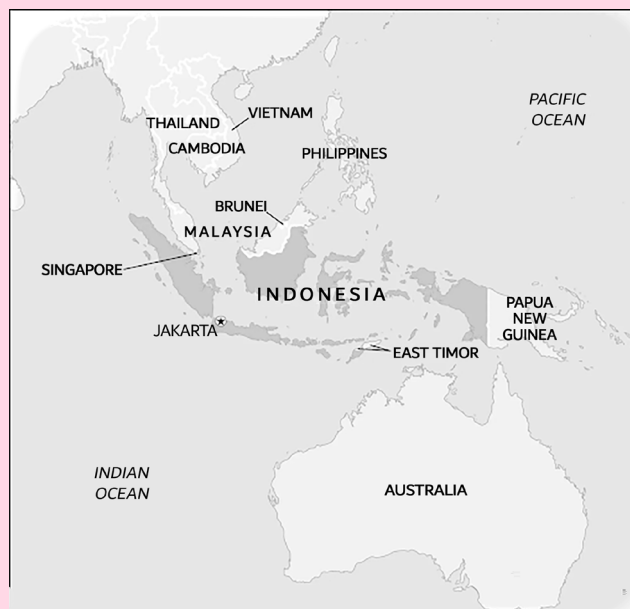 PACIFIC
OCEAN
VIETNAM
THAILAND
CAMBODIA
PHILIPPINES
BRUNEI
MALAYSIA
SINGAPORE
INDONESIA
PAPUA
NEW
GUINEA
JAKARTA
EAST TIMOR
INDIAN
OCEAN
AUSTRALIA